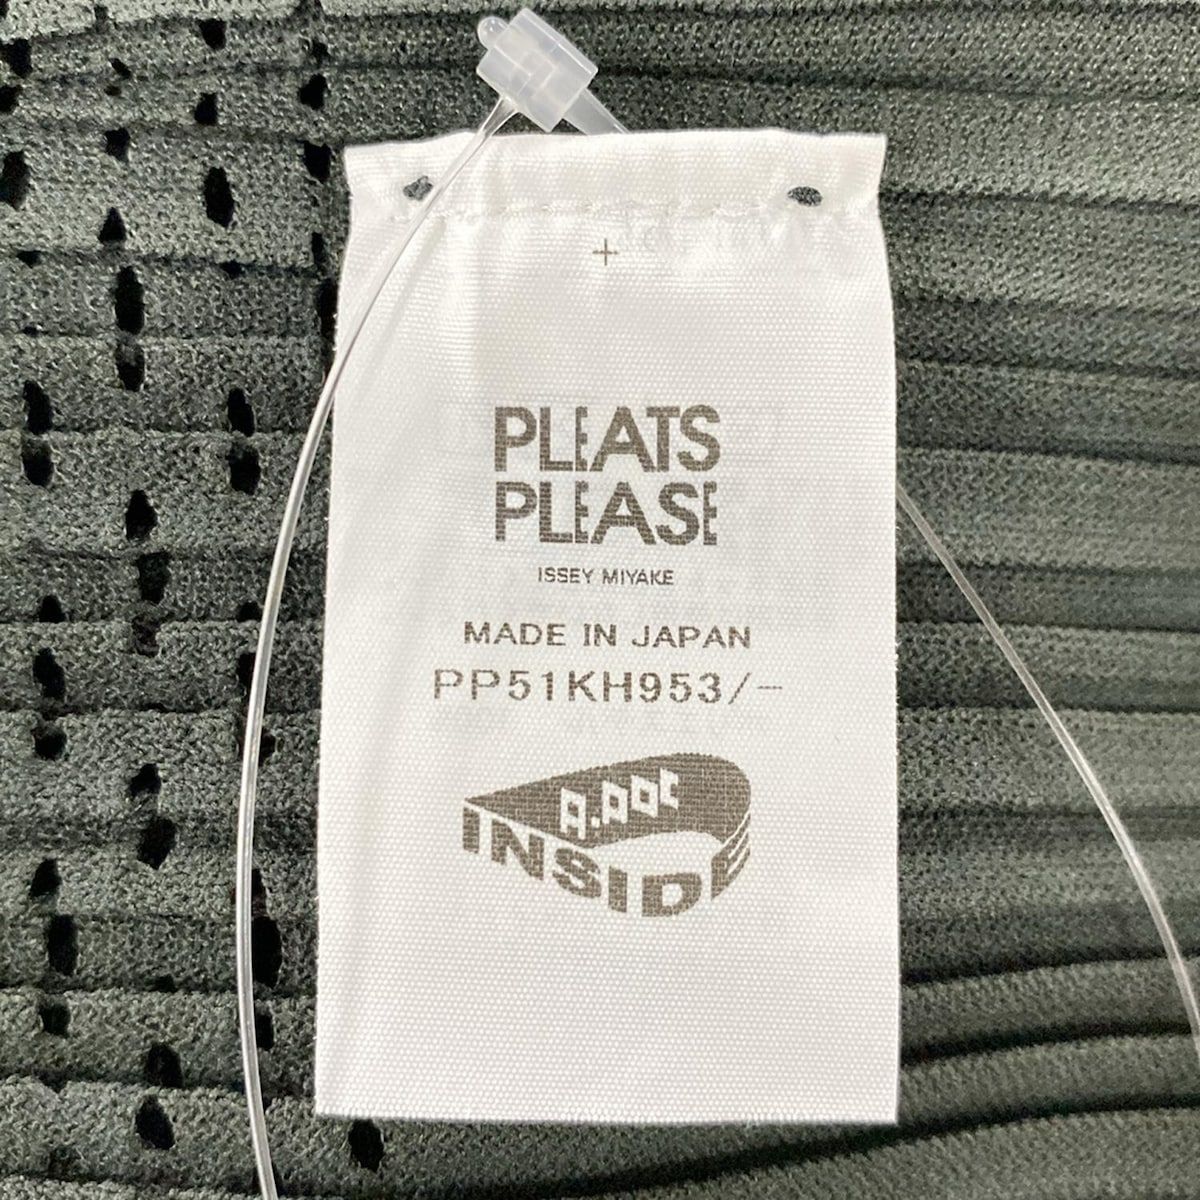 PLEATS
PLEASE
ISSEY MIYAKE
MADE IN JAPAN
PP51KH953/-
A.POC
INSIDE